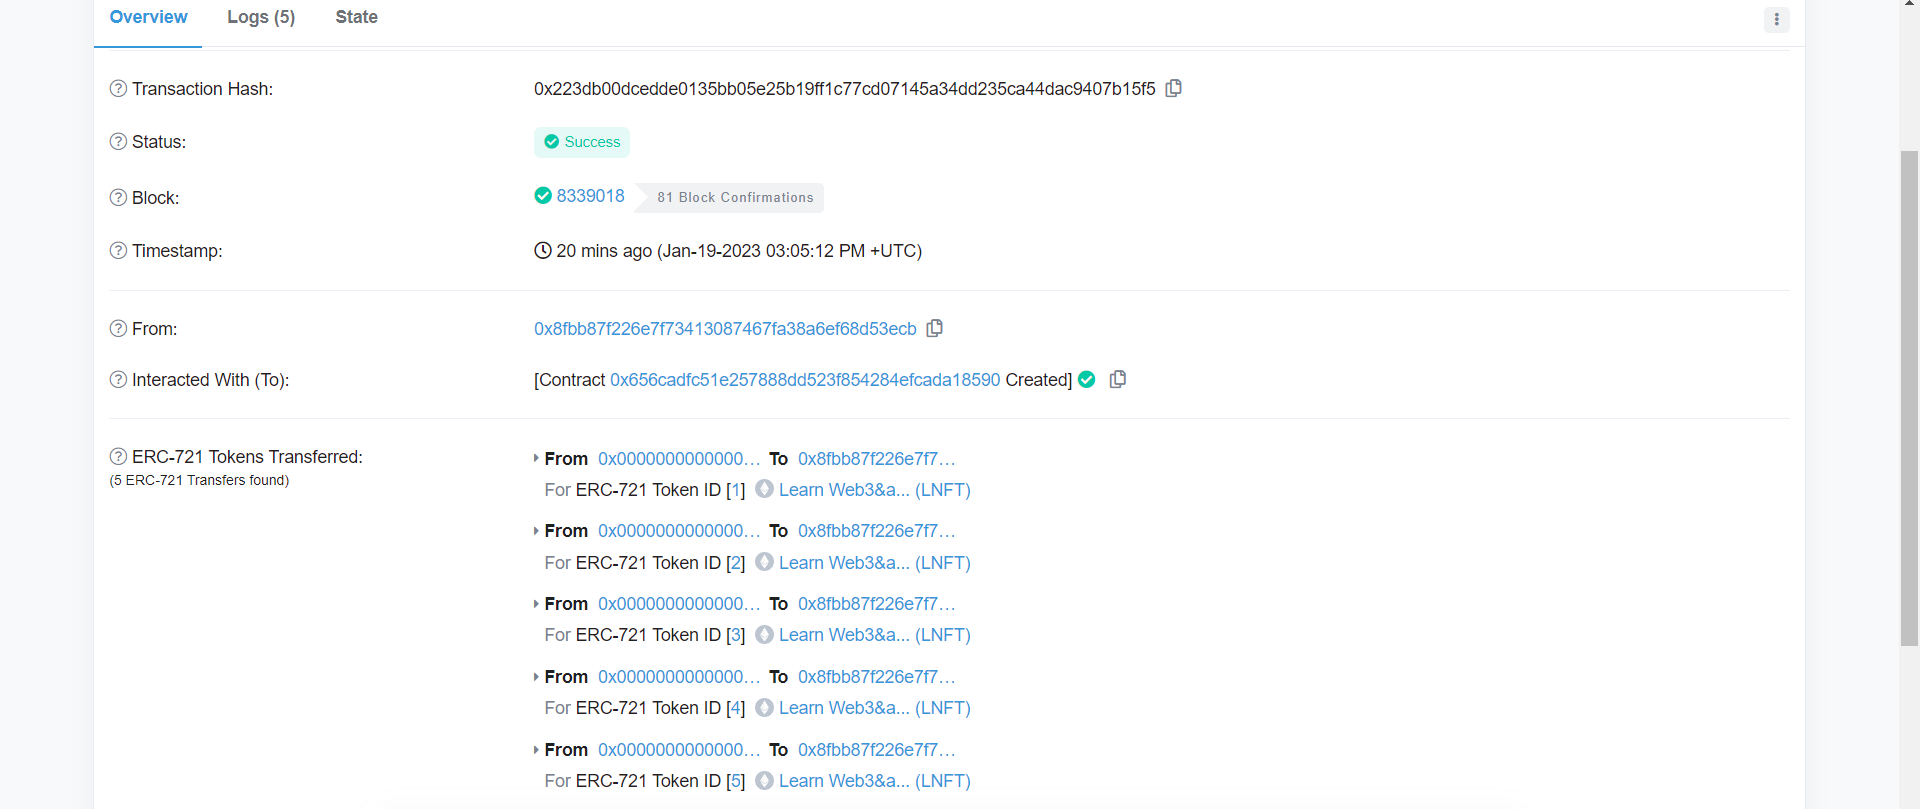 Overview Logs (5) State
Transaction Hash: 0x223db00dcedde0135bb05e25b19ff1c77cd07145a34dd235ca44dac9407b15f5
Status: Success
Block: 8339018 81 Block Confirmations
Timestamp: 20 mins ago (Jan-19-2023 03:05:12 PM +UTC)
From: 0x8fbb87f226e7f73413087467fa38a6ef68d53ecb
Interacted With (To): [Contract 0x656cadfc51e257888dd523f854284efcada18590 Created]
ERC-721 Tokens Transferred:
(5 ERC-721 Transfers found)
From 0x0000000000000... To 0x8fbb87f226e7f7...
For ERC-721 Token ID [1] Learn Web3&a... (LNFT)
From 0x0000000000000... To 0x8fbb87f226e7f7...
For ERC-721 Token ID [2] Learn Web3&a... (LNFT)
From 0x0000000000000... To 0x8fbb87f226e7f7...
For ERC-721 Token ID [3] Learn Web3&a... (LNFT)
From 0x0000000000000... To 0x8fbb87f226e7f7...
For ERC-721 Token ID [4] Learn Web3&a... (LNFT)
From 0x0000000000000... To 0x8fbb87f226e7f7...
For ERC-721 Token ID [5] Learn Web3&a... (LNFT)